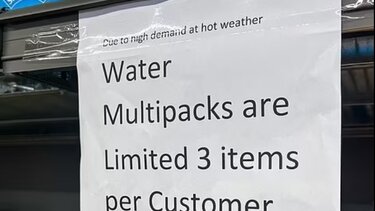 Due to high demand at hot weather
Water
Multipacks are
Limited 3 items
per Customer